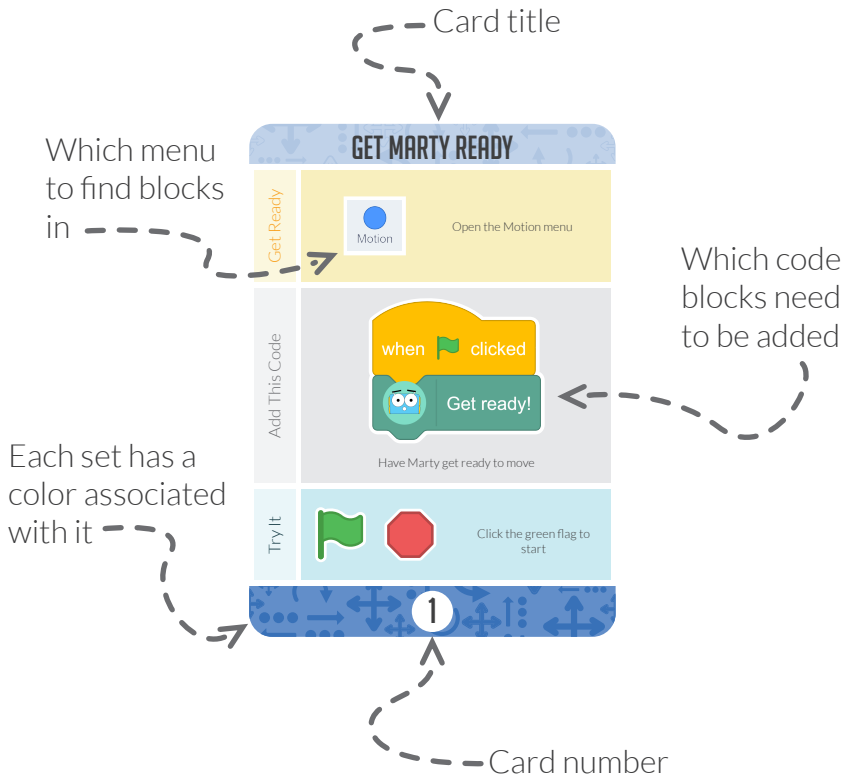 Card title
GET MARTY READY
Which menu
to find blocks
in
Get Ready
Motion
Open the Motion menu
Which code
blocks need
to be added
Add This Code
when clicked
Get ready!
Have Marty get ready to move
Each set has a
color associated
with it
Try It
Click the green flag to
start
1
Card number